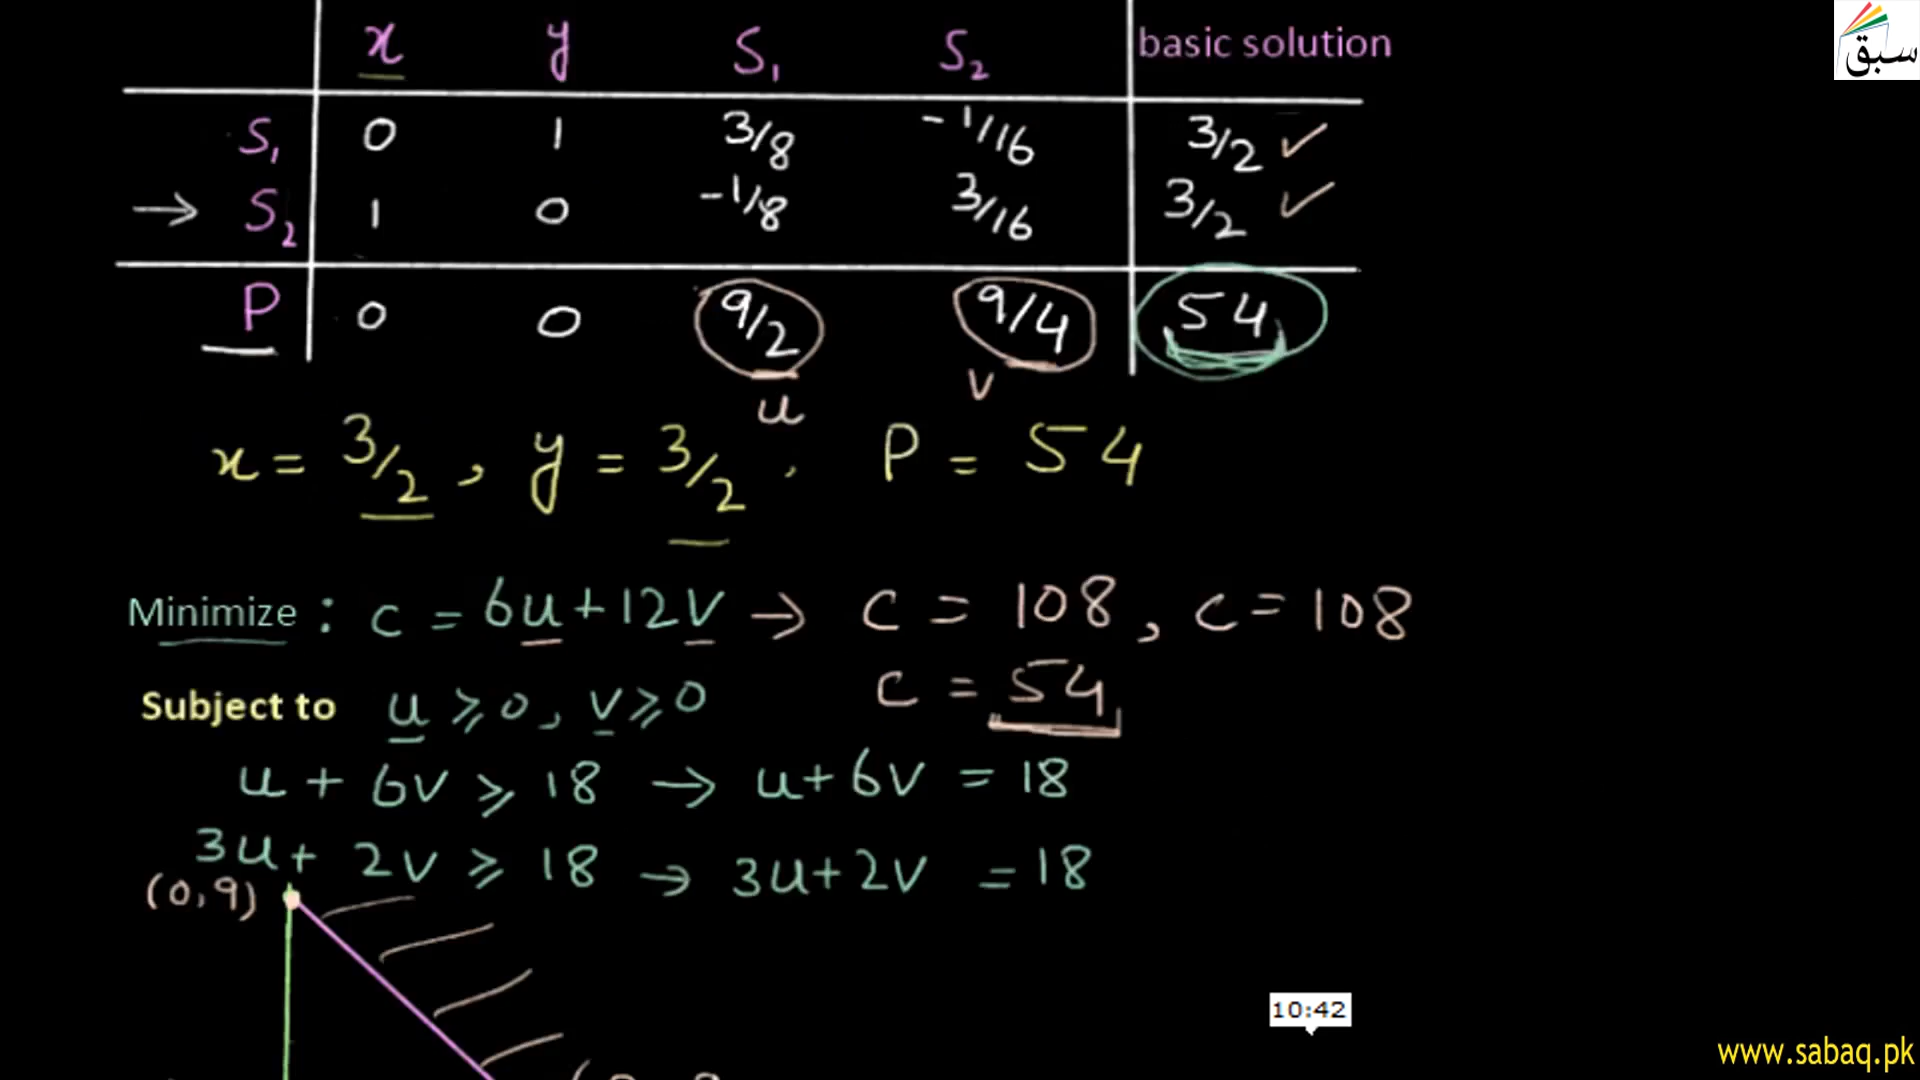 x y S₁ S₂ basic solution
سبق
S₁ 0 1 3/8 -1/16 3/2 ✓
→ S₂ 1 0 -1/8 3/16 3/2 ✓
P 0 0 9/2 9/4 54
u v
x = 3/2 , y = 3/2 . P = 54
Minimize : c = 6u + 12v → c = 108 , c = 108
c = 54
Subject to u ⩾ 0 , v ⩾ 0
u + 6v ⩾ 18 → u + 6v = 18
3u + 2v ⩾ 18 → 3u + 2v = 18
(0,9)
10:42
www.sabaq.pk